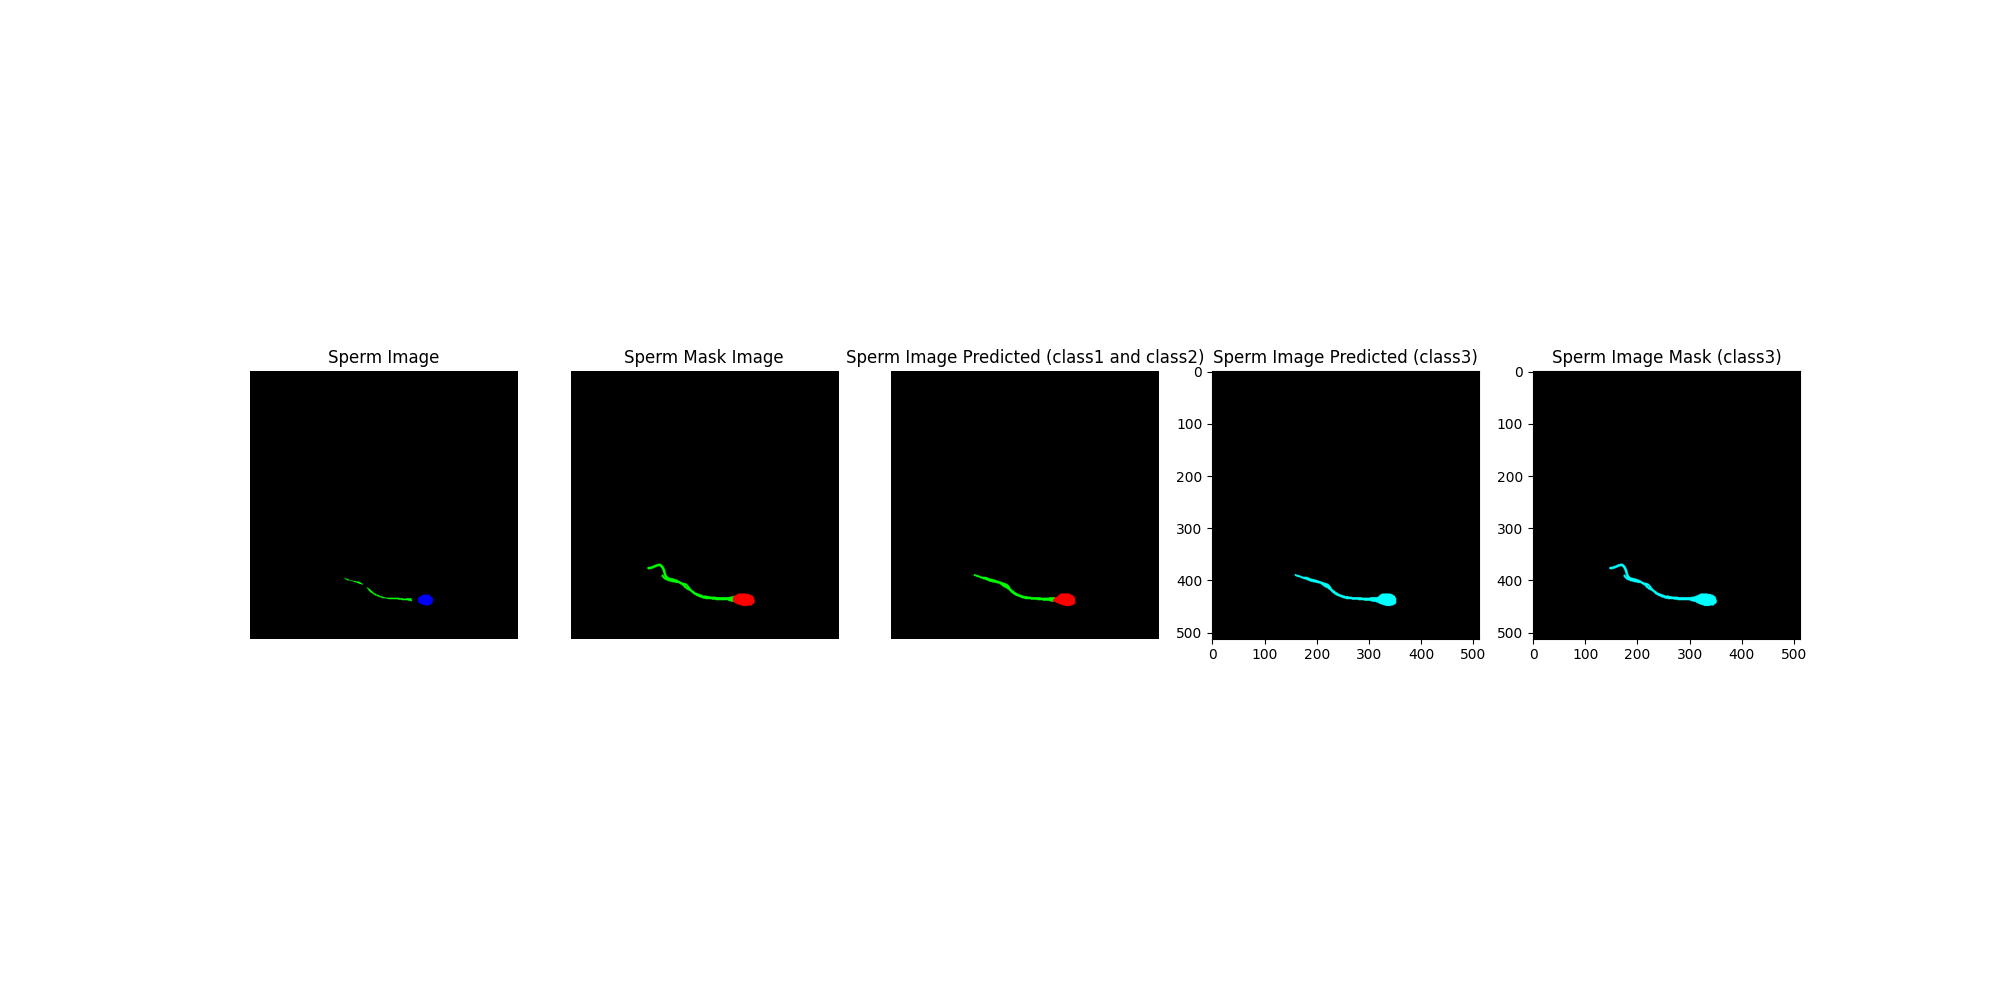 Sperm Image
Sperm Mask Image
Sperm Image Predicted (class1 and class2)
Sperm Image Predicted (class3)
Sperm Image Mask (class3)
0
100
200
300
400
500
0 100 200 300 400 500
0
100
200
300
400
500
0 100 200 300 400 500